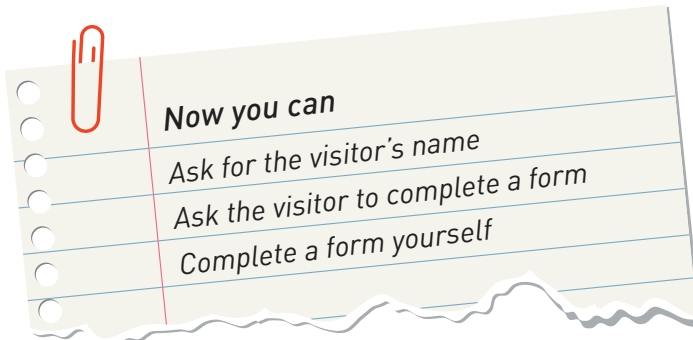 Now you can
Ask for the visitor’s name
Ask the visitor to complete a form
Complete a form yourself